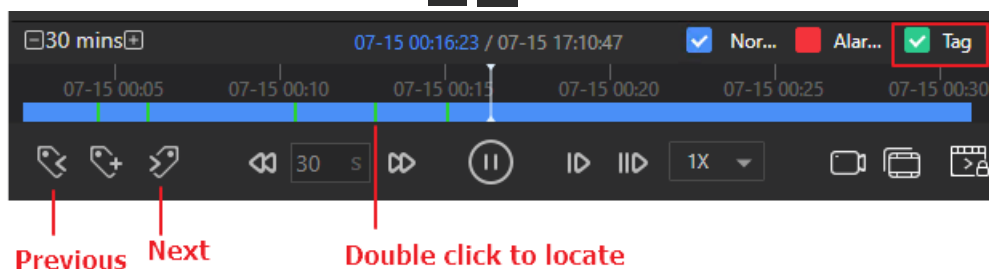 30 mins 07-15 00:16:23 / 07-15 17:10:47 Nor... Alar... Tag
07-15 00:05 07-15 00:10 07-15 00:15 07-15 00:20 07-15 00:25 07-15 00:30
30 s 1X
Previous Next Double click to locate